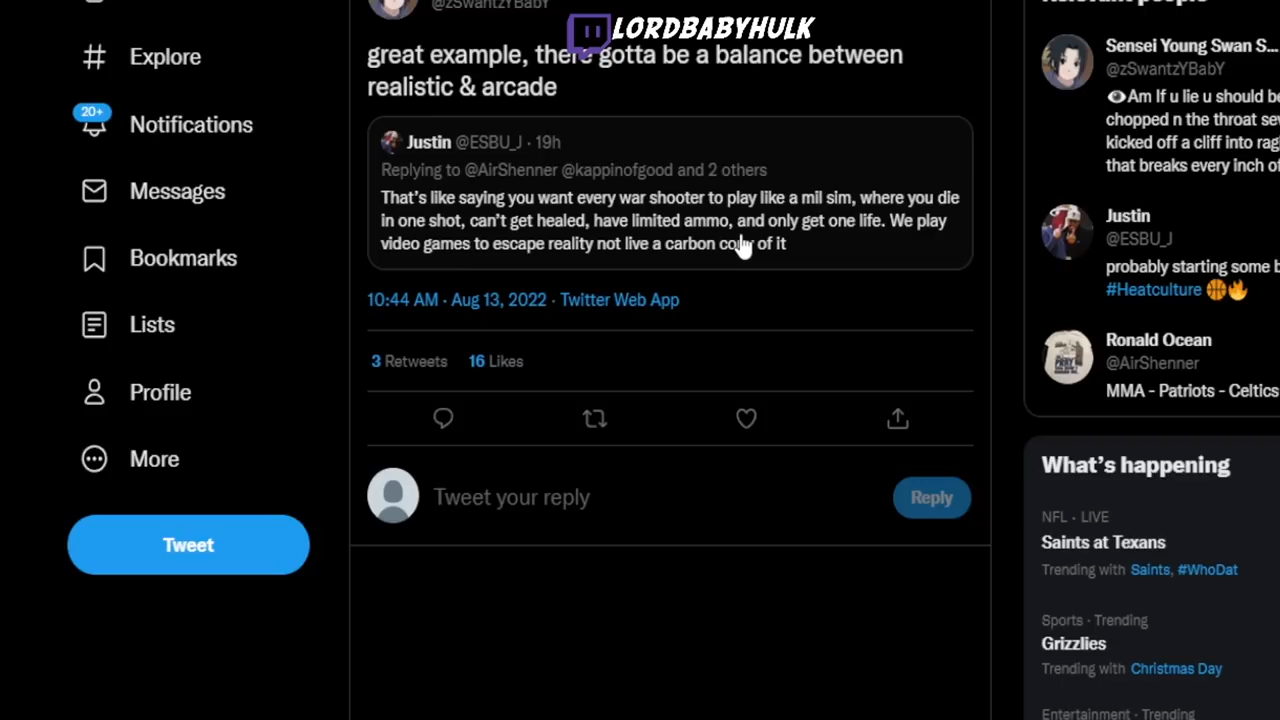 @zSwantzYBabY
LORDBABYHULK
great example, there gotta be a balance between
realistic & arcade
Justin @ESBU_J · 19h
Replying to @AirShenner @kappinofgood and 2 others
That's like saying you want every war shooter to play like a mil sim, where you die
in one shot, can't get healed, have limited ammo, and only get one life. We play
video games to escape reality not live a carbon copy of it
10:44 AM · Aug 13, 2022 · Twitter Web App
3 Retweets 16 Likes
Tweet your reply
Reply
Explore
20+
Notifications
Messages
Bookmarks
Lists
Profile
More
Tweet
Relevant people
Sensei Young Swan S...
@zSwantzYBabY
👁Am If u lie u should be
chopped n the throat sev
kicked off a cliff into rag
that breaks every inch of
Justin
@ESBU_J
probably starting some b
#Heatculture 🏀🔥
Ronald Ocean
@AirShenner
MMA - Patriots - Celtics
What's happening
NFL · LIVE
Saints at Texans
Trending with Saints, #WhoDat
Sports · Trending
Grizzlies
Trending with Christmas Day
Entertainment · Trending